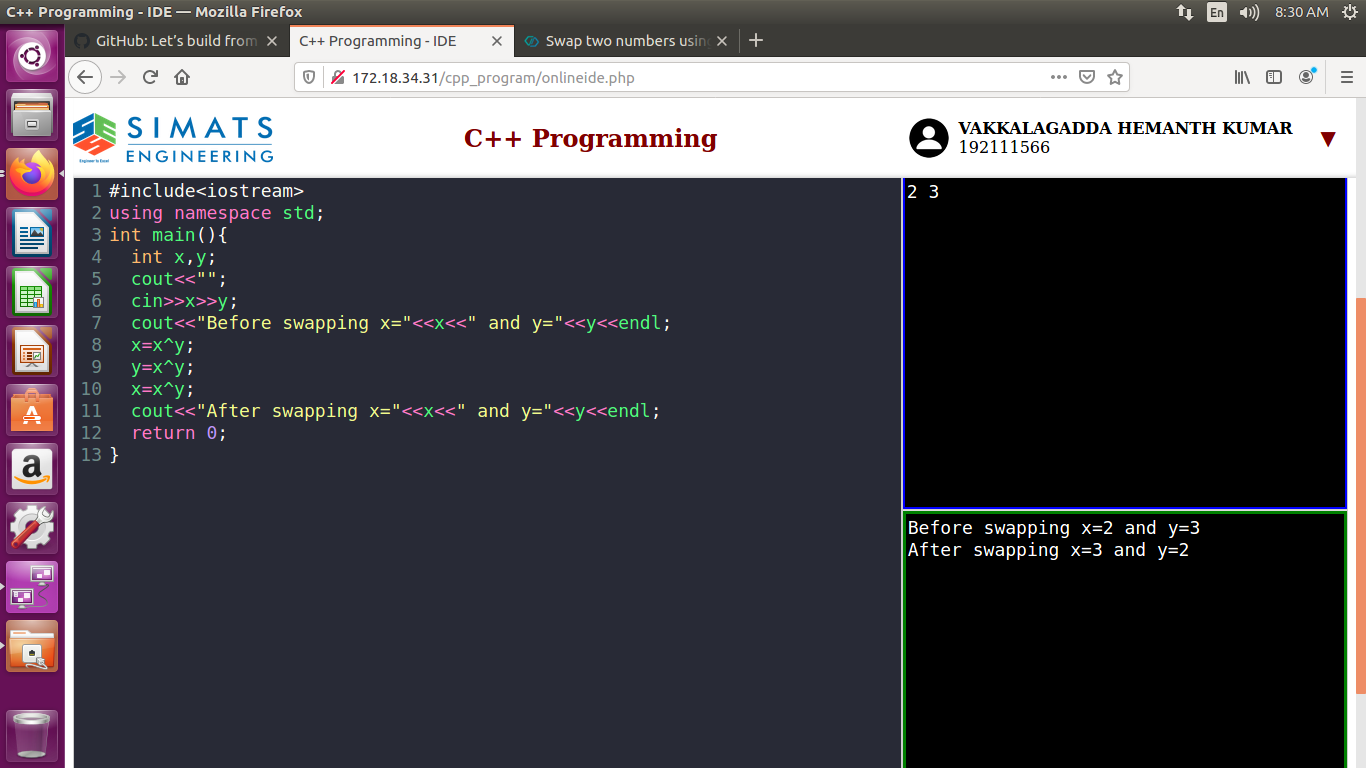 C++ Programming - IDE — Mozilla Firefox
En
8:30 AM
GitHub: Let’s build from
C++ Programming - IDE
Swap two numbers using
172.18.34.31/cpp_program/onlineide.php
SIMATS
ENGINEERING
Engineer to Excel
C++ Programming
VAKKALAGADDA HEMANTH KUMAR
192111566
1 #include<iostream>
2 using namespace std;
3 int main(){
4 int x,y;
5 cout<<"";
6 cin>>x>>y;
7 cout<<"Before swapping x="<<x<<" and y="<<y<<endl;
8 x=x^y;
9 y=x^y;
10 x=x^y;
11 cout<<"After swapping x="<<x<<" and y="<<y<<endl;
12 return 0;
13 }
2 3
Before swapping x=2 and y=3
After swapping x=3 and y=2